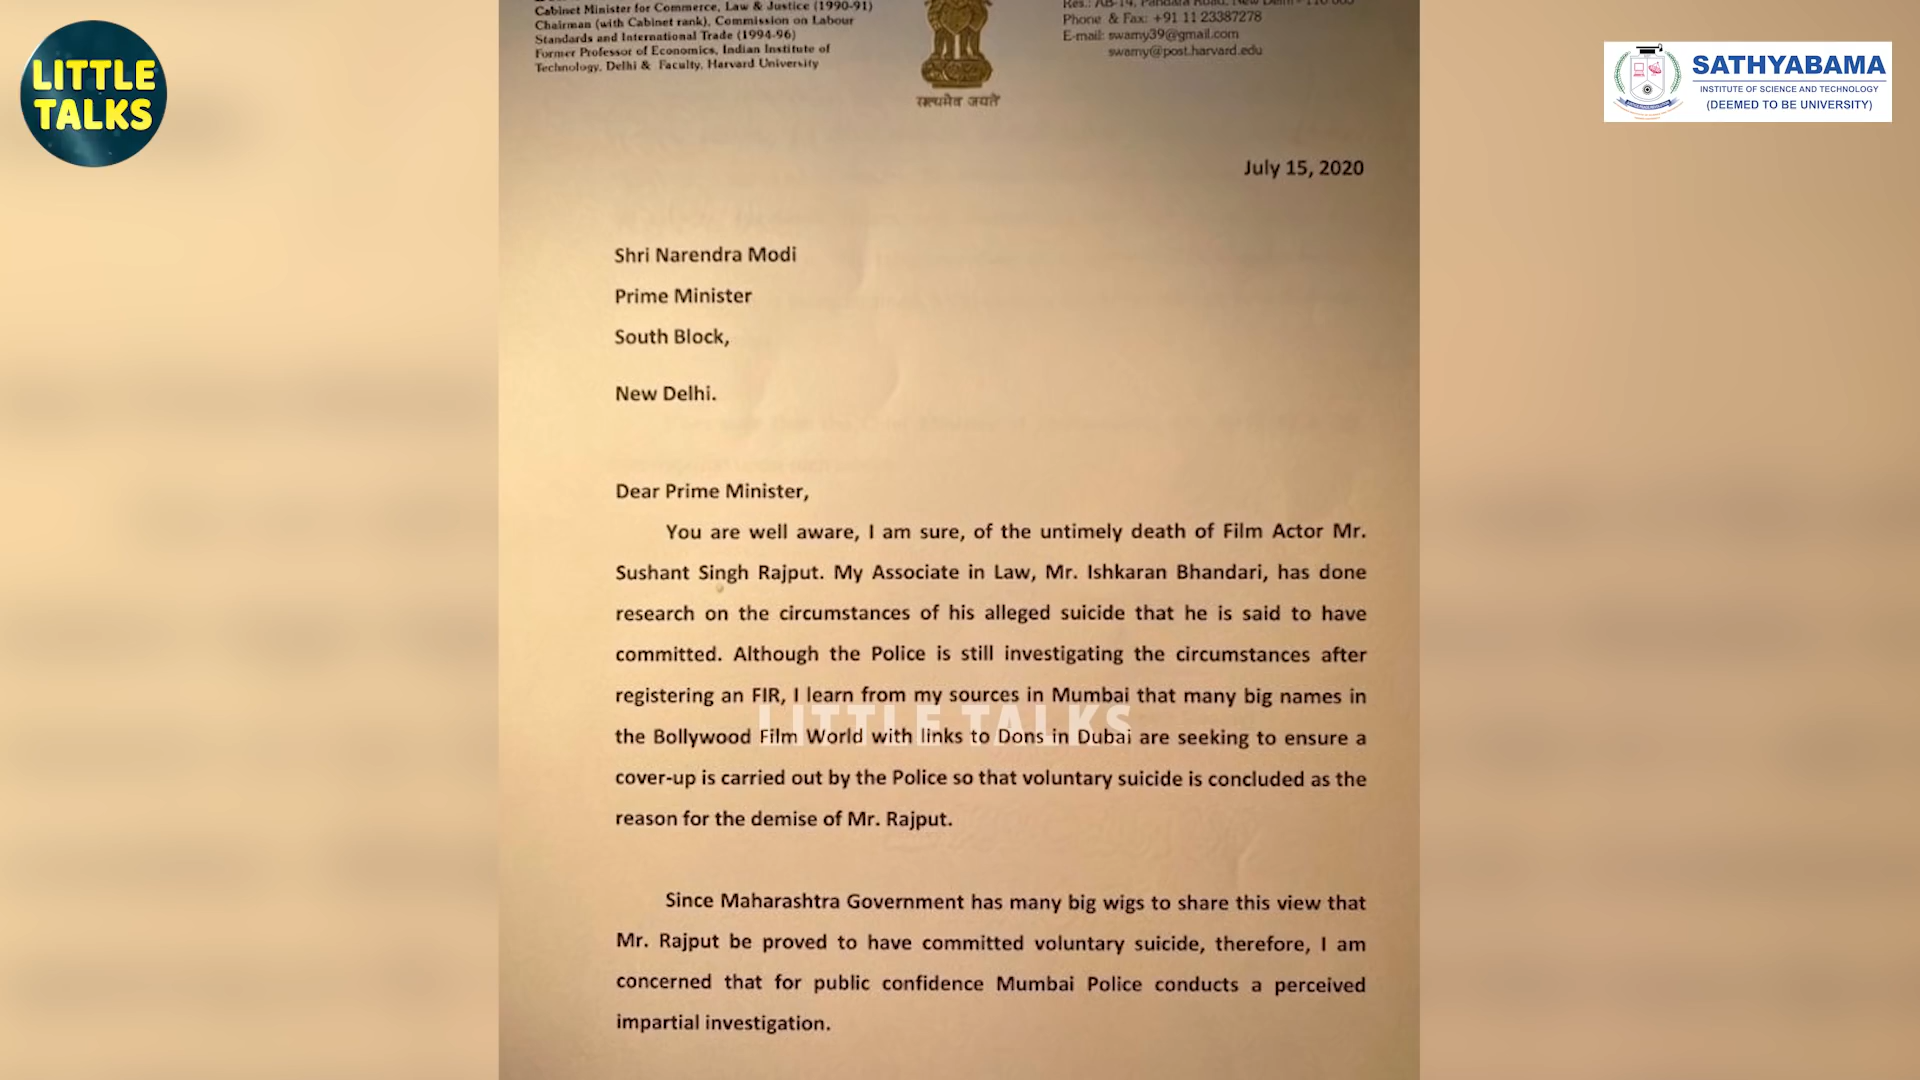 LITTLE
TALKS
Cabinet Minister for Commerce, Law & Justice (1990-91)
Chairman (with Cabinet rank), Commission on Labour
Standards and International Trade (1994-96)
Former Professor of Economics, Indian Institute of
Technology, Delhi & Faculty, Harvard University
सत्यमेव जयते
Phone & Fax: +91 11 23387278
E-mail: swamy39@gmail.com
swamy@post.harvard.edu
SATHYABAMA
INSTITUTE OF SCIENCE AND TECHNOLOGY
(DEEMED TO BE UNIVERSITY)
July 15, 2020
Shri Narendra Modi
Prime Minister
South Block,
New Delhi.
Dear Prime Minister,
You are well aware, I am sure, of the untimely death of Film Actor Mr.
Sushant Singh Rajput. My Associate in Law, Mr. Ishkaran Bhandari, has done
research on the circumstances of his alleged suicide that he is said to have
committed. Although the Police is still investigating the circumstances after
registering an FIR, I learn from my sources in Mumbai that many big names in
LITTLE TALKS
the Bollywood Film World with links to Dons in Dubai are seeking to ensure a
cover-up is carried out by the Police so that voluntary suicide is concluded as the
reason for the demise of Mr. Rajput.
Since Maharashtra Government has many big wigs to share this view that
Mr. Rajput be proved to have committed voluntary suicide, therefore, I am
concerned that for public confidence Mumbai Police conducts a perceived
impartial investigation.